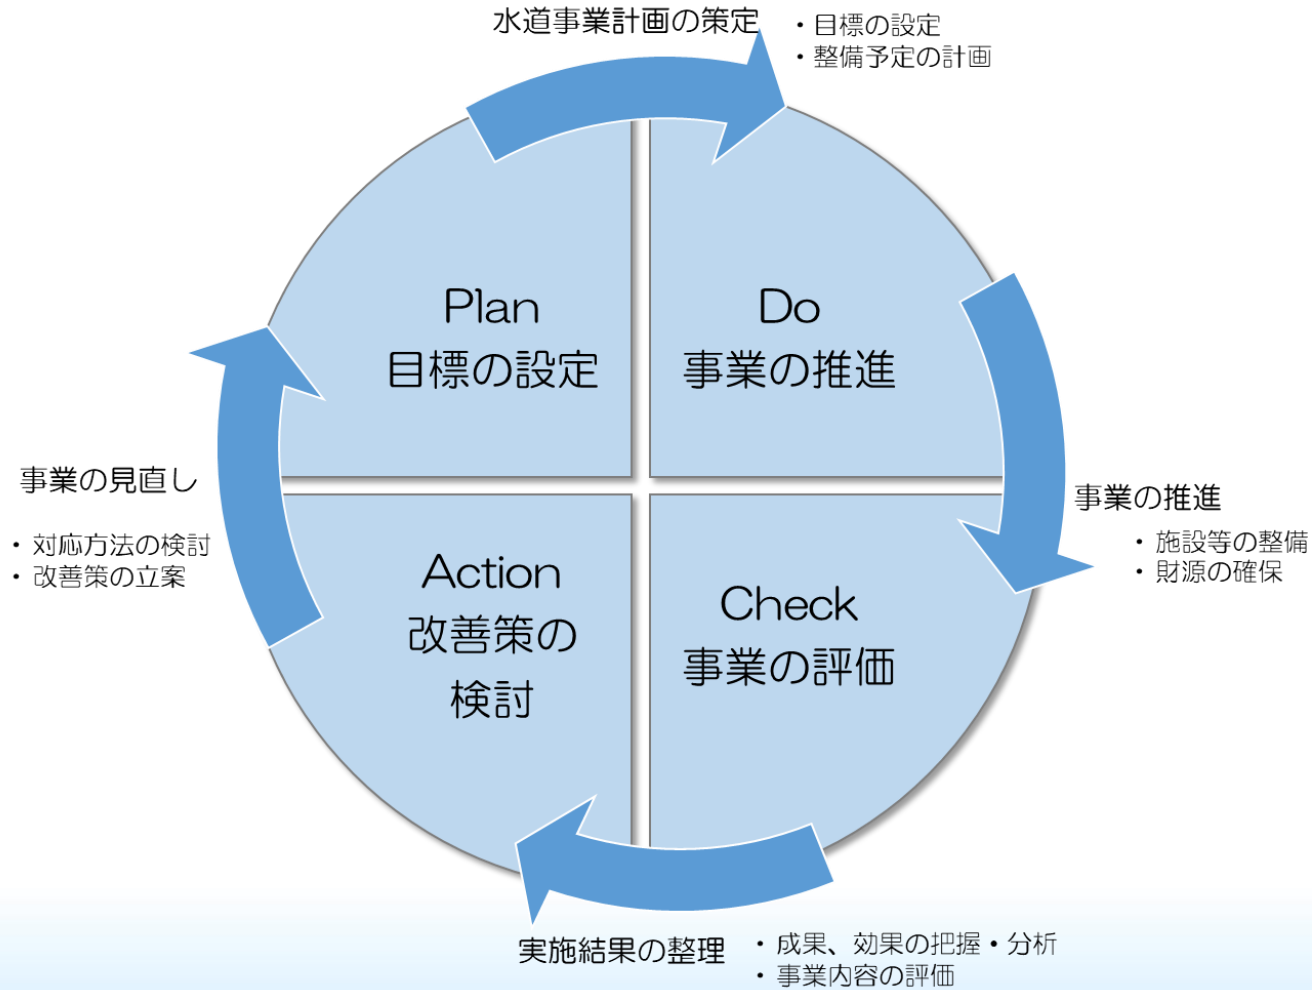 水道事業計画の策定
・目標の設定
・整備予定の計画
Plan
目標の設定
Do
事業の推進
事業の見直し
・対応方法の検討
・改善策の立案
事業の推進
・施設等の整備
・財源の確保
Action
改善策の
検討
Check
事業の評価
実施結果の整理
・成果、効果の把握・分析
・事業内容の評価